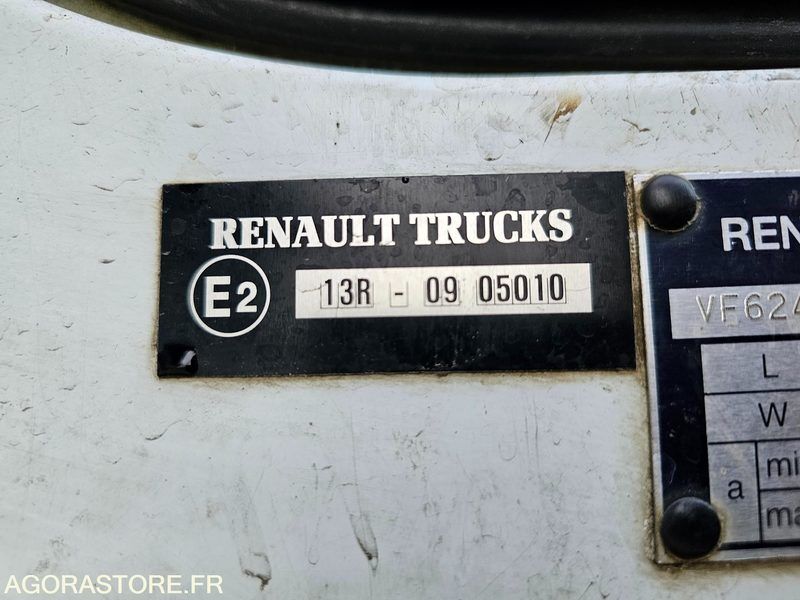 RENAULT TRUCKS
E2
13R - 09 05010
REN
VF624
L
W
a
mi
ma
AGORASTORE.FR